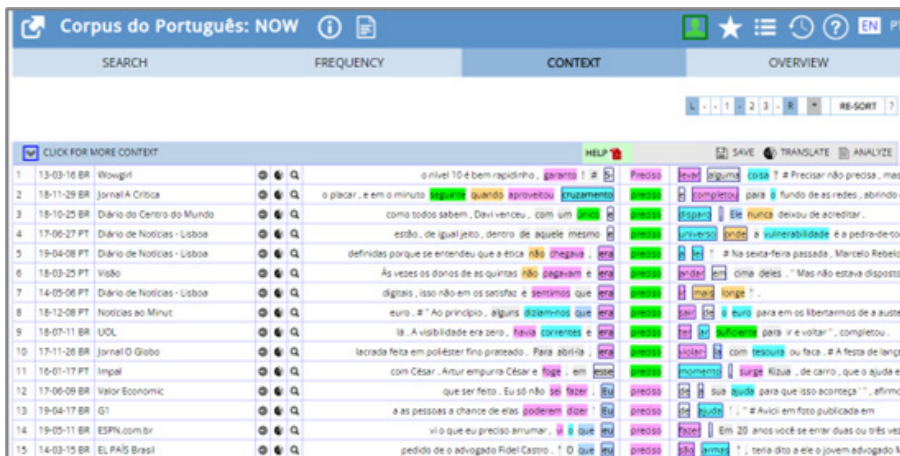 Corpus do Português: NOW EN PT
SEARCH FREQUENCY CONTEXT OVERVIEW
L - - 1 - 2 3 - R * RE-SORT ?
CLICK FOR MORE CONTEXT HELP SAVE TRANSLATE ANALYZE
1 13-03-16 BR Wowgirl o nível 10 é bem rapidinho , garanto ! # 5- Preciso levar alguma coisa ? # Precisar não precisa , mas
2 18-11-29 BR Jornal A Crítica o placar , e em o minuto seguinte quando aproveitou cruzamento preciso e completou para o fundo de as redes , abrindo
3 18-10-25 BR Diário do Centro do Mundo como todos sabem , Davi venceu , com um único e preciso disparo ! Ele nunca deixou de acreditar .
4 17-06-27 PT Diário de Notícias - Lisboa estão , de igual jeito , dentro de aquele mesmo e preciso universo onde a vulnerabilidade é a pedra-de-to
5 19-04-08 PT Diário de Notícias - Lisboa definidas porque se entendeu que a ética não chegava , era preciso a lei " . # Na sexta-feira passada , Marcelo Rebelo
6 18-03-25 PT Visão Às vezes os donos de as quintas não pagavam e era preciso andar em cima deles . " Mas não estava disposto
7 14-05-06 PT Diário de Notícias - Lisboa digitais , isso não em os satisfaz e sentimos que era preciso ir mais longe " .
8 18-12-08 PT Notícias ao Minut euro . # " Ao princípio , alguns diziam-nos que era preciso sair de o euro para em os libertarmos de a auste
9 18-07-11 BR UOL lá . A visibilidade era zero , havia correntes e era preciso ter ar suficiente para ir e voltar " , completou .
10 17-11-26 BR Jornal O Globo lacrada feita em poliéster fino prateado . Para abri-la , era preciso violar la com tesoura ou faca . # A festa de lança
11 16-01-17 PT Impal com César . Artur empurra César e foge , em esse preciso momento , surge Kizua , de carro , que o ajuda e
12 17-06-09 BR Valor Economic que ser feito . Eu só não sei fazer . Eu preciso de a sua ajuda para que isso aconteça " " , afirmo
13 19-04-17 BR G1 a as pessoas a chance de elas poderem dizer ' Eu preciso de ajuda ' , " # Avicii em foto publicada em
14 19-05-11 BR ESPN.com.br vi o que eu preciso arrumar , vi o que eu preciso fazer . Em 20 anos você se errar duas ou três ves
15 14-03-15 BR EL PAÍS Brasil pedido de o advogado Fidel Castro . " O que eu preciso são armas " , teria dito a ele o jovem advogado M